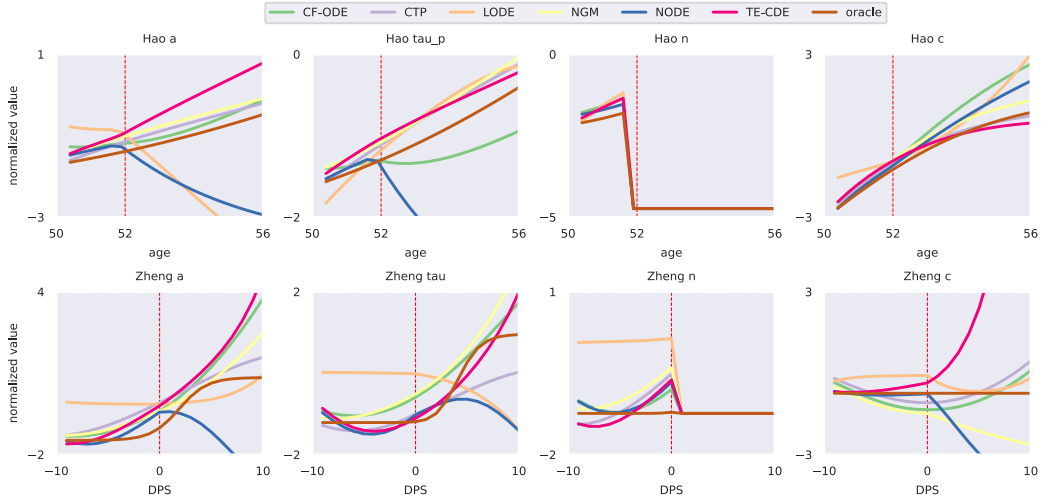 CF-ODE CTP LODE NGM NODE TE-CDE oracle
Hao a Hao tau_p Hao n Hao c
1 1 0 3
normalized value
−3 −2 −5 −3
50 52 56 50 52 56 50 52 56 50 52 56
age age age age
Zheng a Zheng tau Zheng n Zheng c
4 2 1 3
normalized value
−2 −2 −2 −2
−10 0 10 −10 0 10 −10 0 10 −10 0 10
DPS DPS DPS DPS